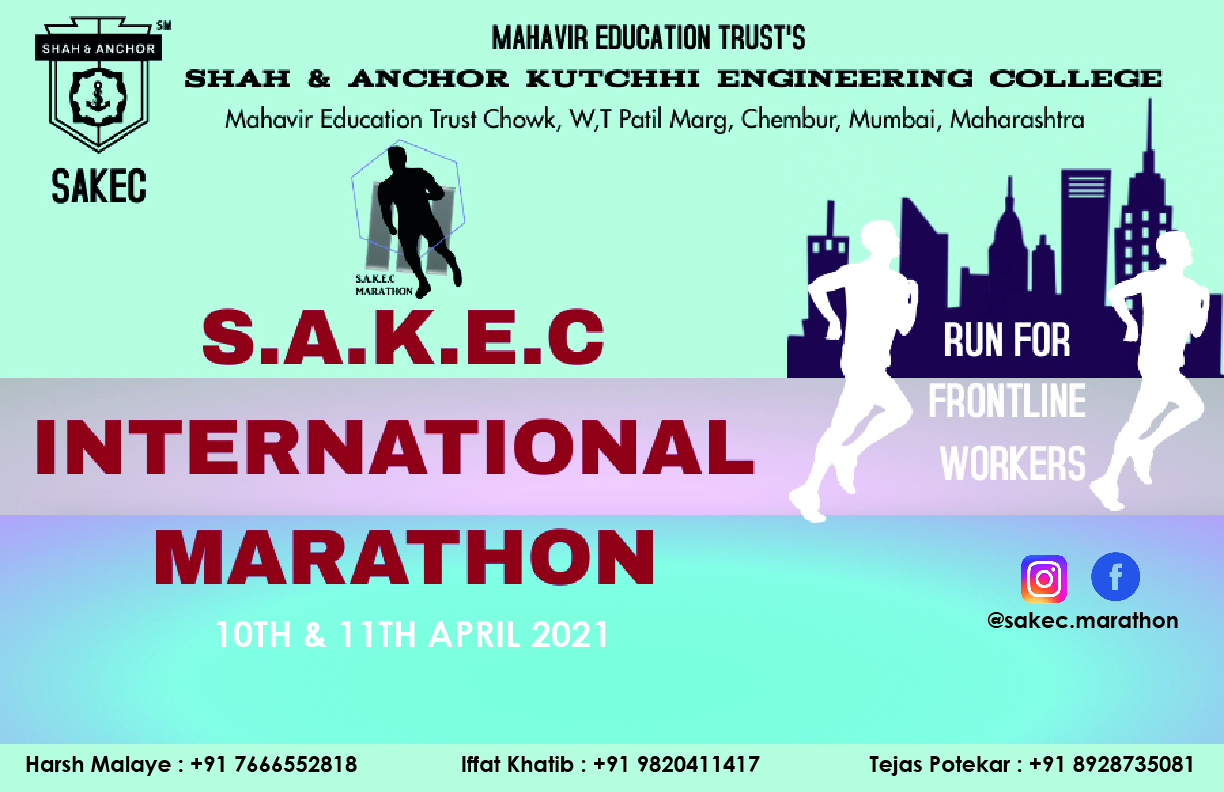 SM
SHAH & ANCHOR
SAKEC
MAHAVIR EDUCATION TRUST'S
SHAH & ANCHOR KUTCHHI ENGINEERING COLLEGE
Mahavir Education Trust Chowk, W,T Patil Marg, Chembur, Mumbai, Maharashtra
S.A.K.E.C
MARATHON
S.A.K.E.C
INTERNATIONAL
MARATHON
10TH & 11TH APRIL 2021
RUN FOR
FRONTLINE
WORKERS
@sakec.marathon
Harsh Malaye : +91 7666552818
Iffat Khatib : +91 9820411417
Tejas Potekar : +91 8928735081